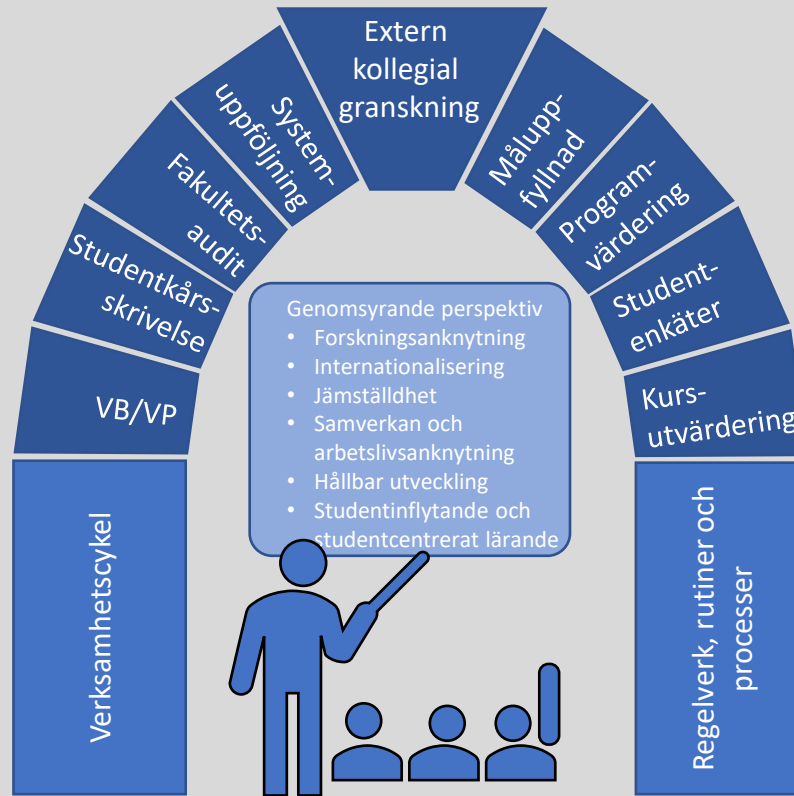 Extern
kollegial
granskning
System-
uppföljning
Fakultets-
audit
Studentkårs-
skrivelse
VB/VP
Verksamhetscykel
Måluppp-
fyllnad
Program-
värdering
Student-
enkäter
Kurs-
utvärdering
Regelverk, rutiner och
processer
Genomsyrande perspektiv
• Forskningsanknytning
• Internationalisering
• Jämställdhet
• Samverkan och
arbetslivsanknytning
• Hållbar utveckling
• Studentinflytande och
studentcentrerat lärande